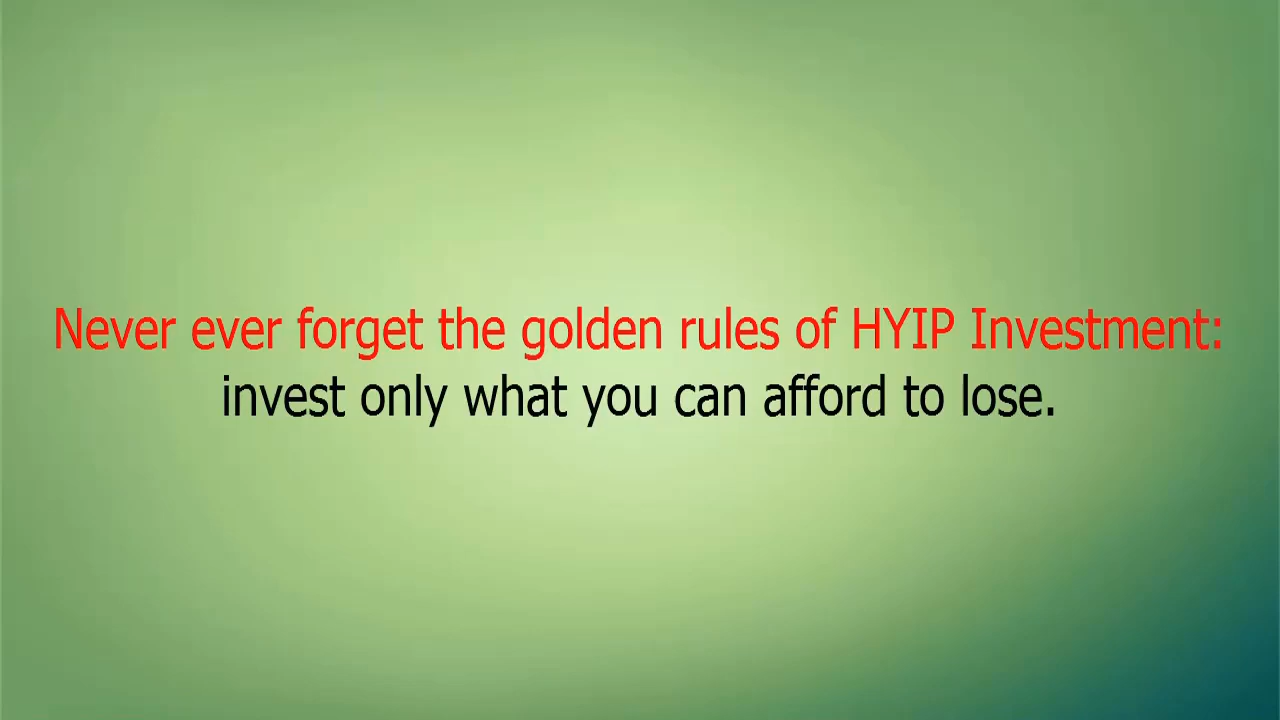 Never ever forget the golden rules of HYIP Investment:
invest only what you can afford to lose.